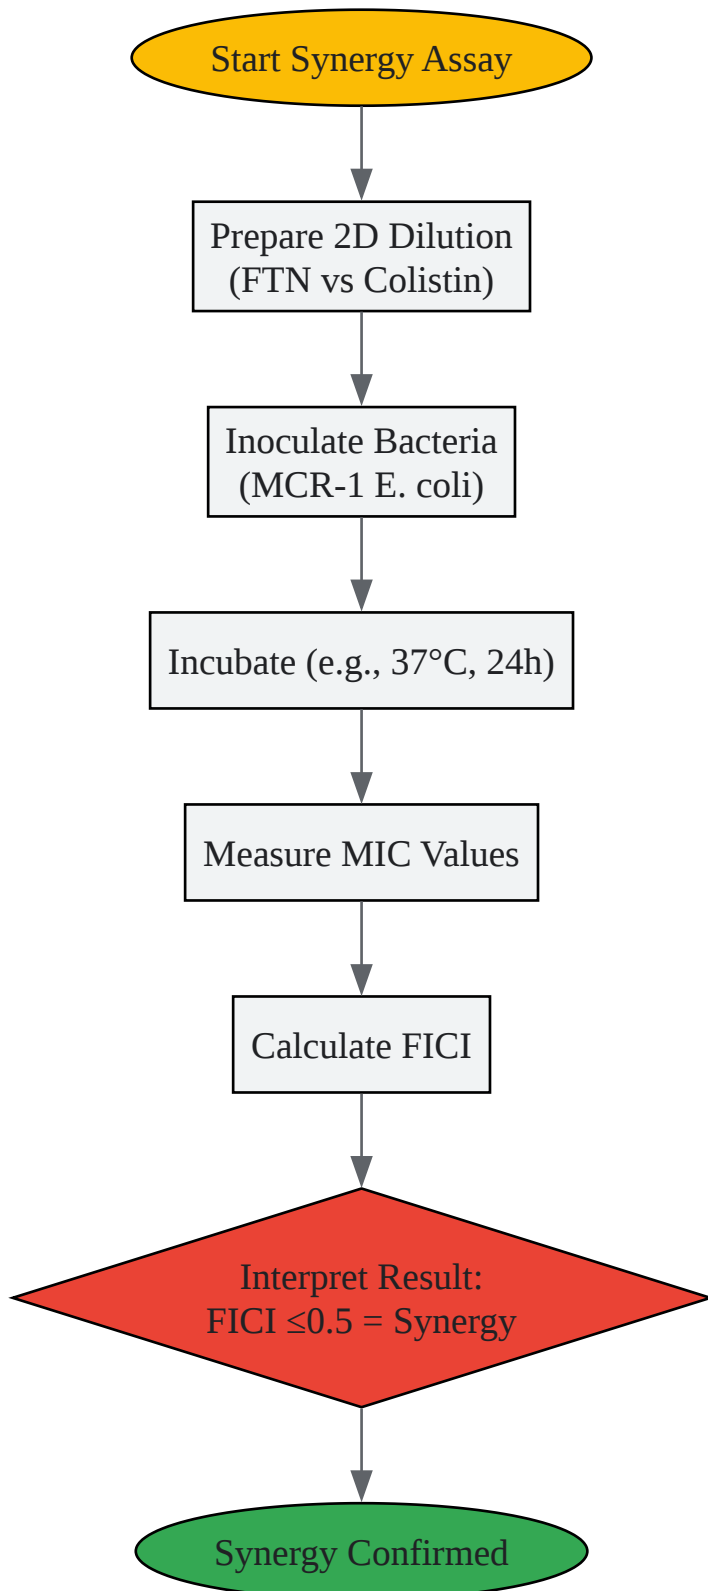 Start Synergy Assay
Prepare 2D Dilution
(FTN vs Colistin)
Inoculate Bacteria
(MCR-1 E. coli)
Incubate (e.g., 37°C, 24h)
Measure MIC Values
Calculate FICI
Interpret Result:
FICI ≤0.5 = Synergy
Synergy Confirmed